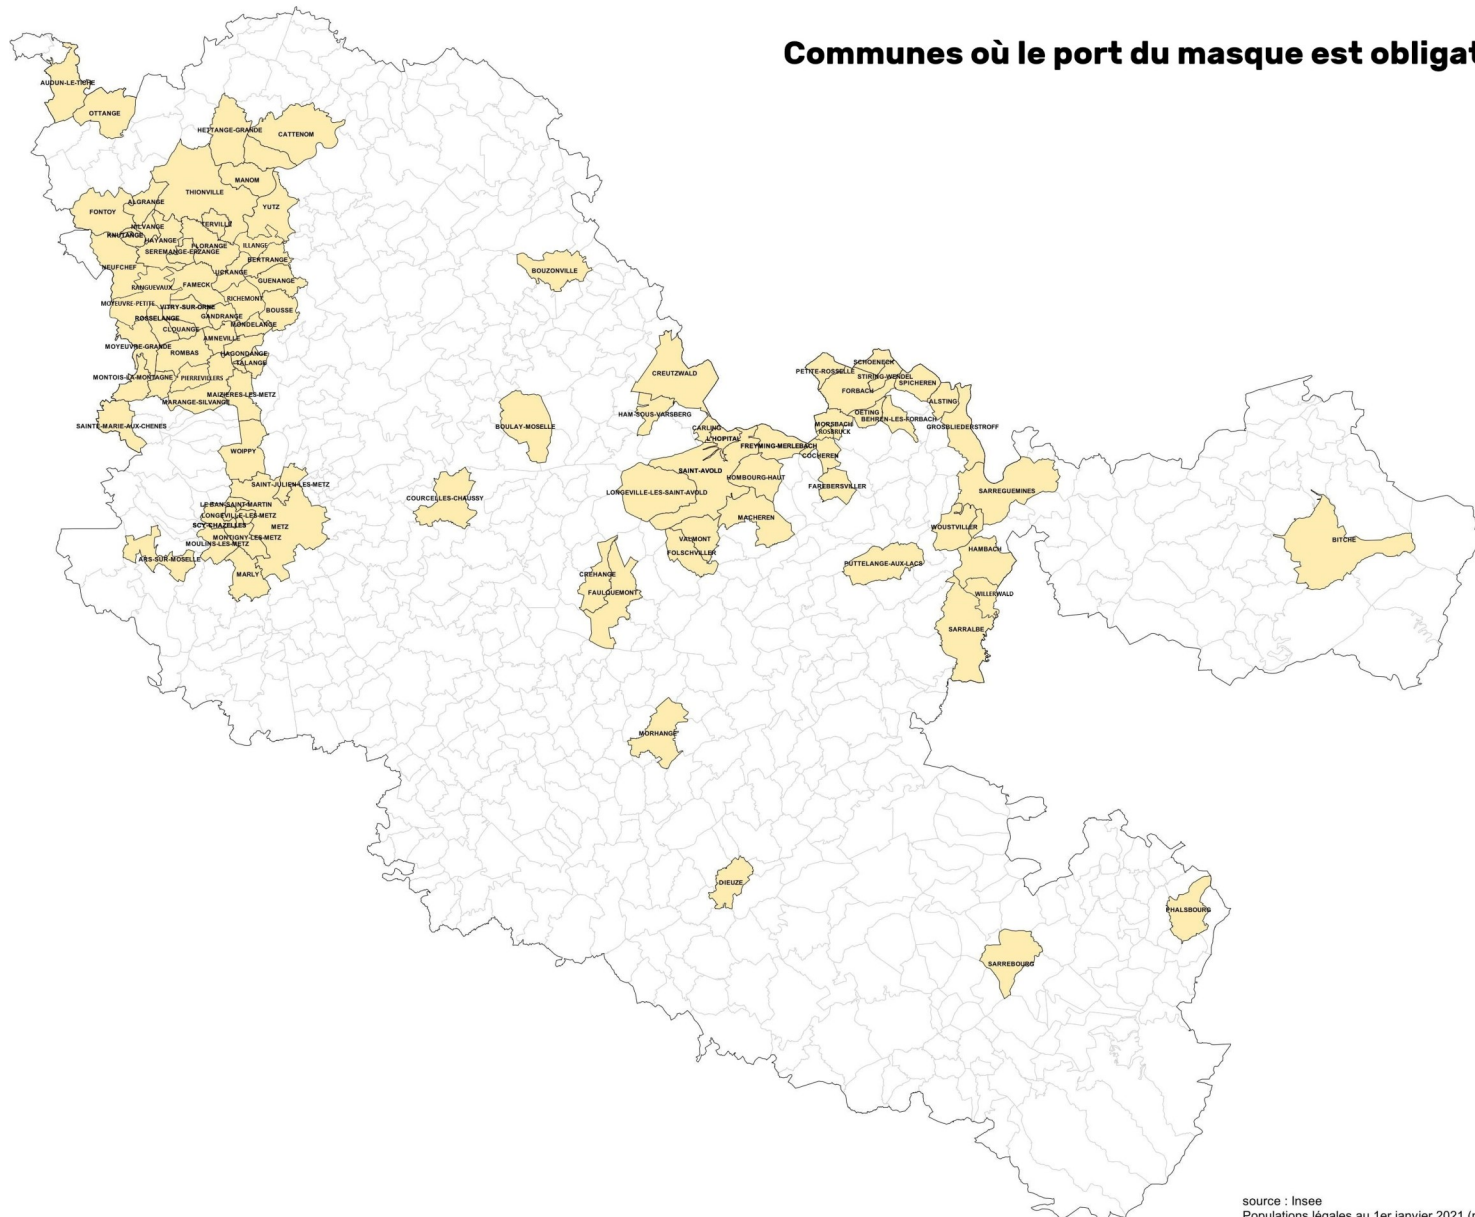 Communes où le port du masque est obligat
AUDUN-LE-TICHE
OTTANGE
HETTANGE-GRANDE
CATTENOM
MANOM
THIONVILLE
ALGRANGE
FONTOY
YUTZ
NILVANGE
TERVILLE
KNUTANGE
HAYANGE
FLORANGE
ILLANGE
SEREMANGE-ERZANGE
BERTRANGE
NEUFCHEF
UCKANGE
GUENANGE
RANGUEVAUX
FAMECK
RICHEMONT
MOYEUVRE-PETITE
VITRY-SUR-ORNE
BOUSSE
ROSSELANGE
GANDRANGE
MONDELANGE
CLOUANGE
AMNEVILLE
MOYEUVRE-GRANDE
ROMBAS
HAGONDANGE
TALANGE
MONTOIS-LA-MONTAGNE
PIERREVILLERS
MAIZIERES-LES-METZ
MARANGE-SILVANGE
SAINTE-MARIE-AUX-CHENES
WOIPPY
SAINT-JULIEN-LES-METZ
LE BAN-SAINT-MARTIN
LONGEVILLE-LES-METZ
SCY-CHAZELLES
METZ
MONTIGNY-LES-METZ
MOULINS-LES-METZ
ARS-SUR-MOSELLE
MARLY
BOUZONVILLE
BOULAY-MOSELLE
COURCELLES-CHAUSSY
CREUTZWALD
HAM-SOUS-VARSBERG
CARLING
L'HOPITAL
FREYMING-MERLEBACH
SAINT-AVOLD
HOMBOURG-HAUT
LONGEVILLE-LES-SAINT-AVOLD
MACHEREN
VALMONT
FOLSCHVILLER
CREHANGE
FAULQUEMONT
PETITE-ROSSELLE
SCHOENECK
STIRING-WENDEL
SPICHEREN
FORBACH
ALSTING
OETING
BEHREN-LES-FORBACH
MORSBACH
ROSBRUCK
GROSBLIEDERSTROFF
COCHEREN
FAREBERSVILLER
SARREGUEMINES
WOUSTVILLER
HAMBACH
PUTTELANGE-AUX-LACS
WILLERWALD
SARRALBE
BITCHE
MORHANGE
DIEUZE
PHALSBOURG
SARREBOURG
source : Insee
Populations légales au 1er janvier 2021 (